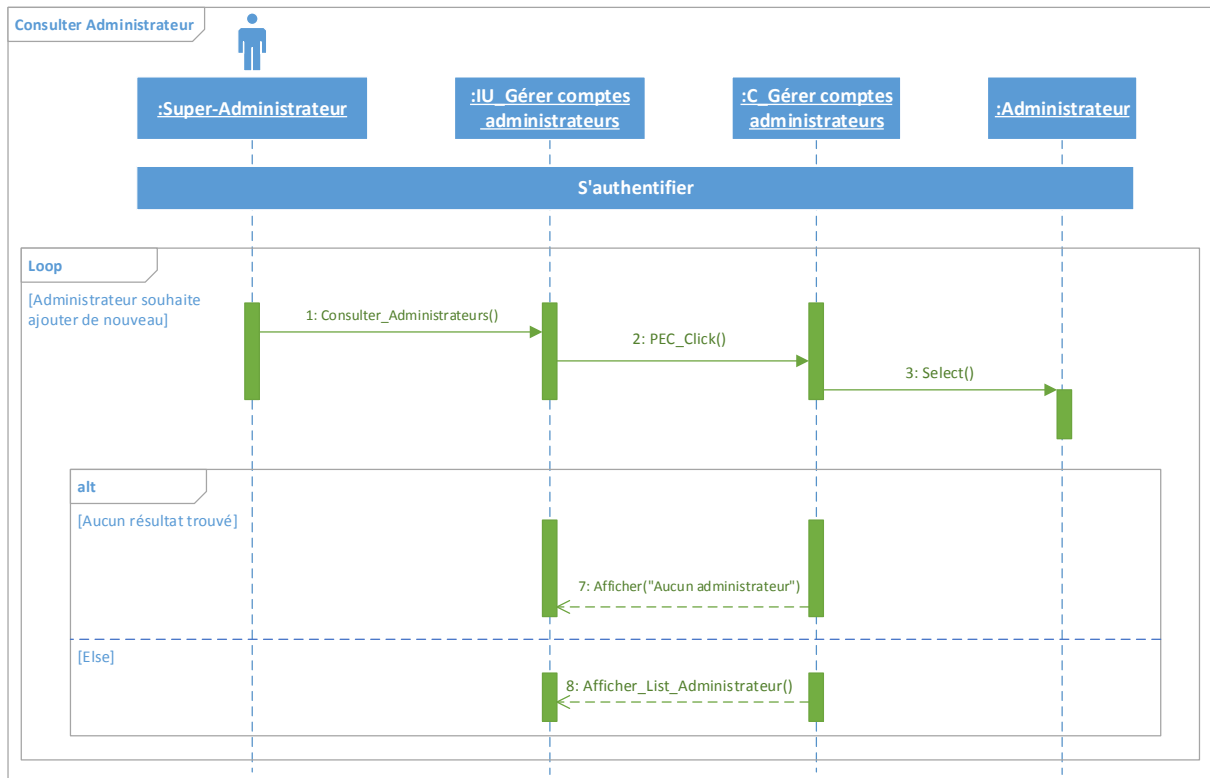 Consulter Administrateur
:Super-Administrateur
:IU_Gérer comptes
administrateurs
:C_Gérer comptes
administrateurs
:Administrateur
S'authentifier
Loop
[Administrateur souhaite
ajouter de nouveau]
1: Consulter_Administrateurs()
2: PEC_Click()
3: Select()
alt
[Aucun résultat trouvé]
7: Afficher("Aucun administrateur")
[Else]
8: Afficher_List_Administrateur()